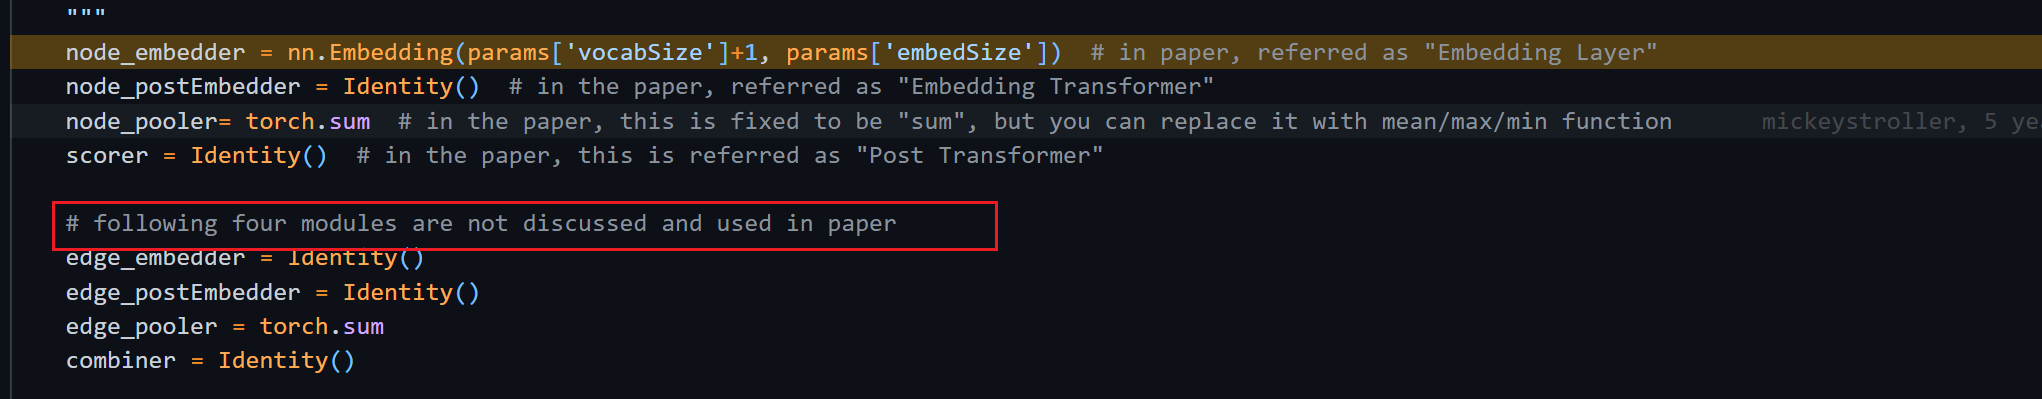 """
node_embedder = nn.Embedding(params['vocabSize']+1, params['embedSize'])  # in paper, referred as "Embedding Layer"
node_postEmbedder = Identity()  # in the paper, referred as "Embedding Transformer"
node_pooler= torch.sum  # in the paper, this is fixed to be "sum", but you can replace it with mean/max/min function mickeystroller, 5 ye
scorer = Identity()  # in the paper, this is referred as "Post Transformer"
# following four modules are not discussed and used in paper
edge_embedder = Identity()
edge_postEmbedder = Identity()
edge_pooler = torch.sum
combiner = Identity()